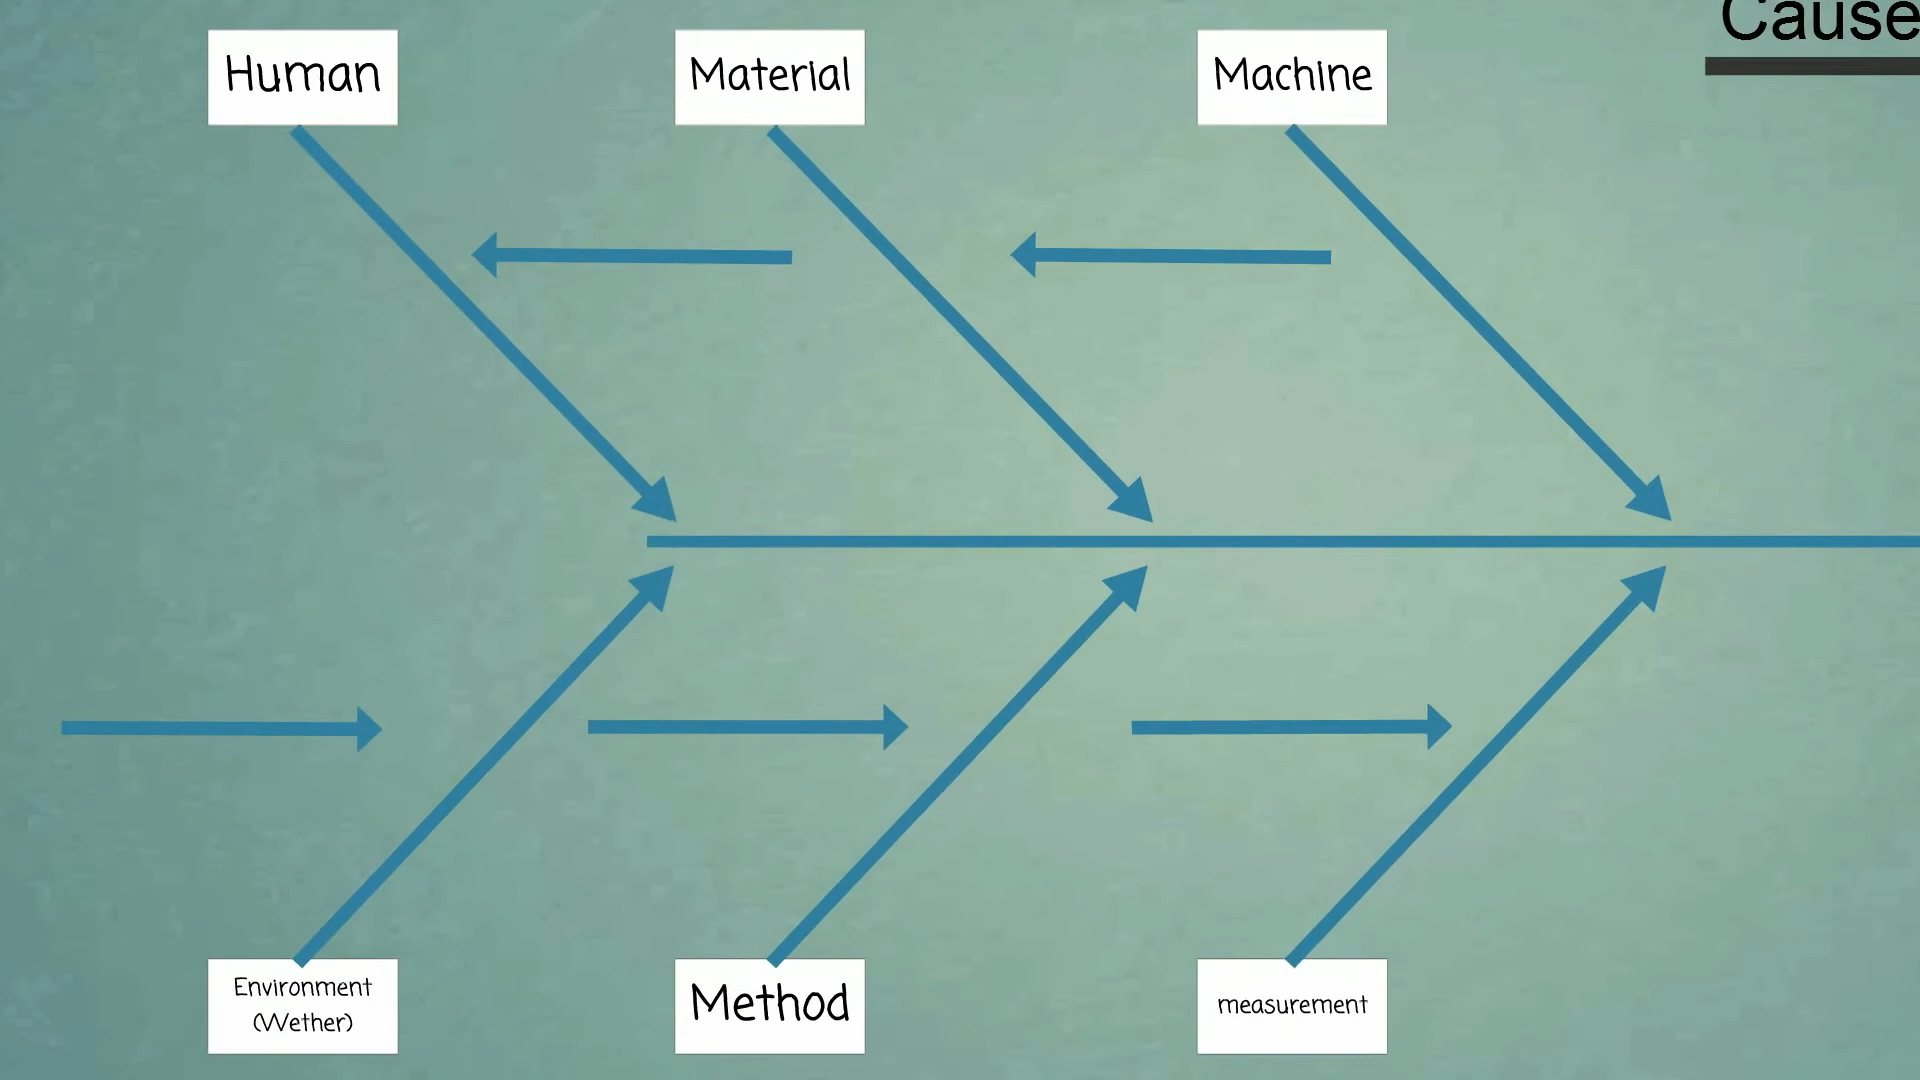 Cause
Human
Material
Machine
Environment
(Wether)
Method
measurement